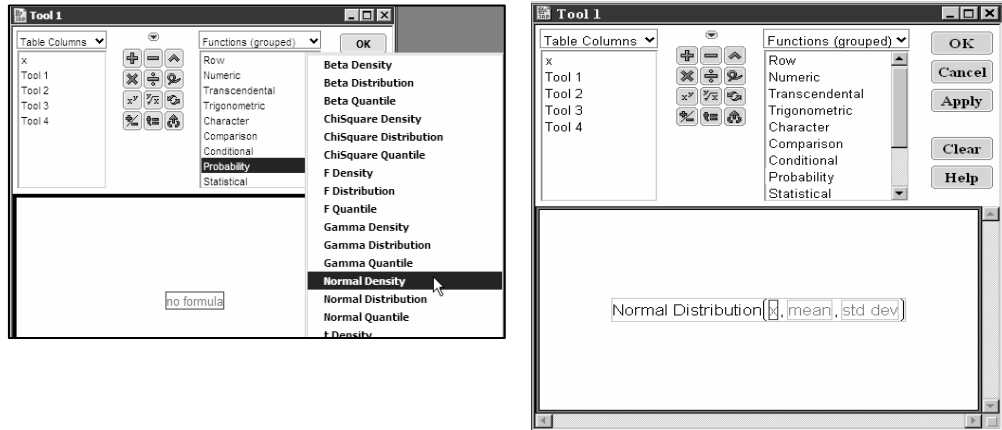 Tool 1
Table Columns
x
Tool 1
Tool 2
Tool 3
Tool 4
Functions (grouped)
Row
Numeric
Transcendental
Trigonometric
Character
Comparison
Conditional
Probability
Statistical
OK
Beta Density
Beta Distribution
Beta Quantile
ChiSquare Density
ChiSquare Distribution
ChiSquare Quantile
F Density
F Distribution
F Quantile
Gamma Density
Gamma Distribution
Gamma Quantile
Normal Density
Normal Distribution
Normal Quantile
t Density
no formula
Tool 1
Table Columns
x
Tool 1
Tool 2
Tool 3
Tool 4
Functions (grouped)
Row
Numeric
Transcendental
Trigonometric
Character
Comparison
Conditional
Probability
Statistical
OK
Cancel
Apply
Clear
Help
Normal Distribution(x, mean, std dev)